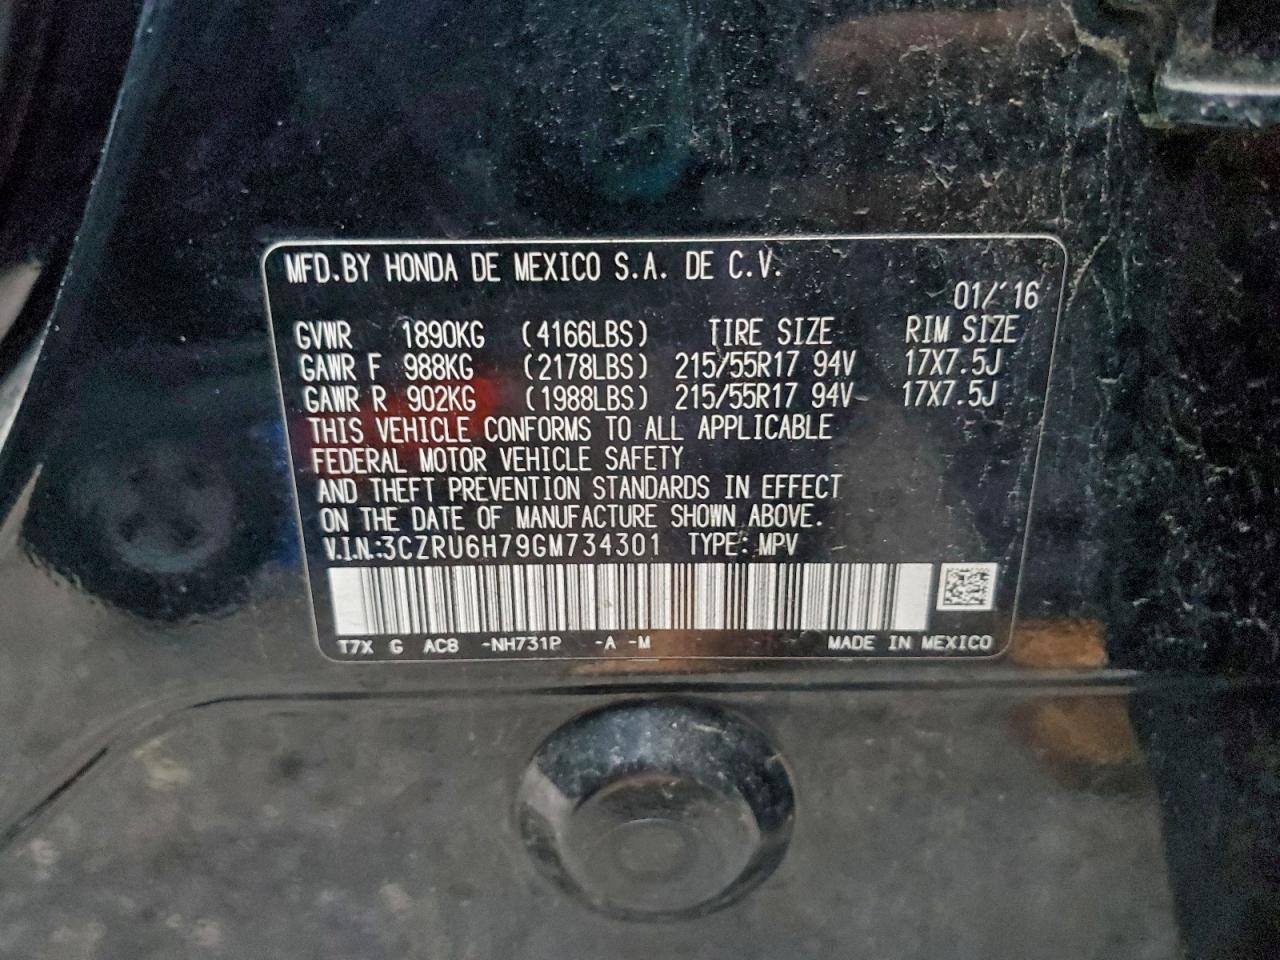 MFD.BY HONDA DE MEXICO S.A. DE C.V.
01/'16
GVWR 1890KG (4166LBS) TIRE SIZE RIM SIZE
GAWR F 988KG (2178LBS) 215/55R17 94V 17X7.5J
GAWR R 902KG (1988LBS) 215/55R17 94V 17X7.5J
THIS VEHICLE CONFORMS TO ALL APPLICABLE
FEDERAL MOTOR VEHICLE SAFETY
AND THEFT PREVENTION STANDARDS IN EFFECT
ON THE DATE OF MANUFACTURE SHOWN ABOVE.
V.I.N.:3CZRU6H79GM734301 TYPE: MPV
T7X G AC8 -NH731P -A -M MADE IN MEXICO